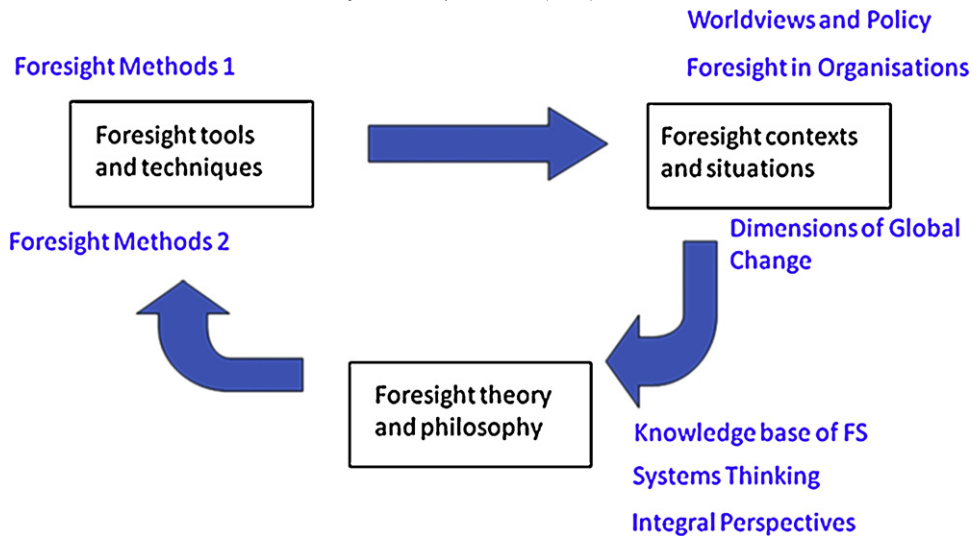 Worldviews and Policy
Foresight Methods 1
Foresight in Organisations
Foresight tools
and techniques
Foresight contexts
and situations
Foresight Methods 2
Dimensions of Global
Change
Foresight theory
and philosophy
Knowledge base of FS
Systems Thinking
Integral Perspectives